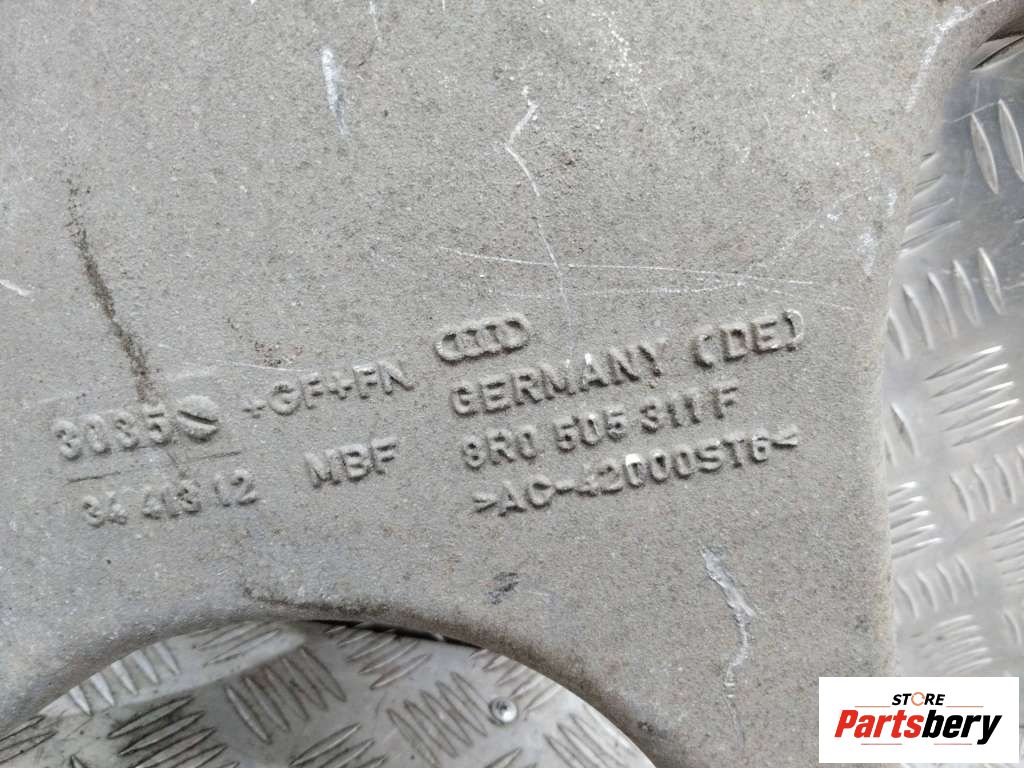 3035 +GF+FN
34 413 12 MBF
GERMANY (DE)
8R0 505 311 F
>AC-42000ST6<
STORE
Partsbery